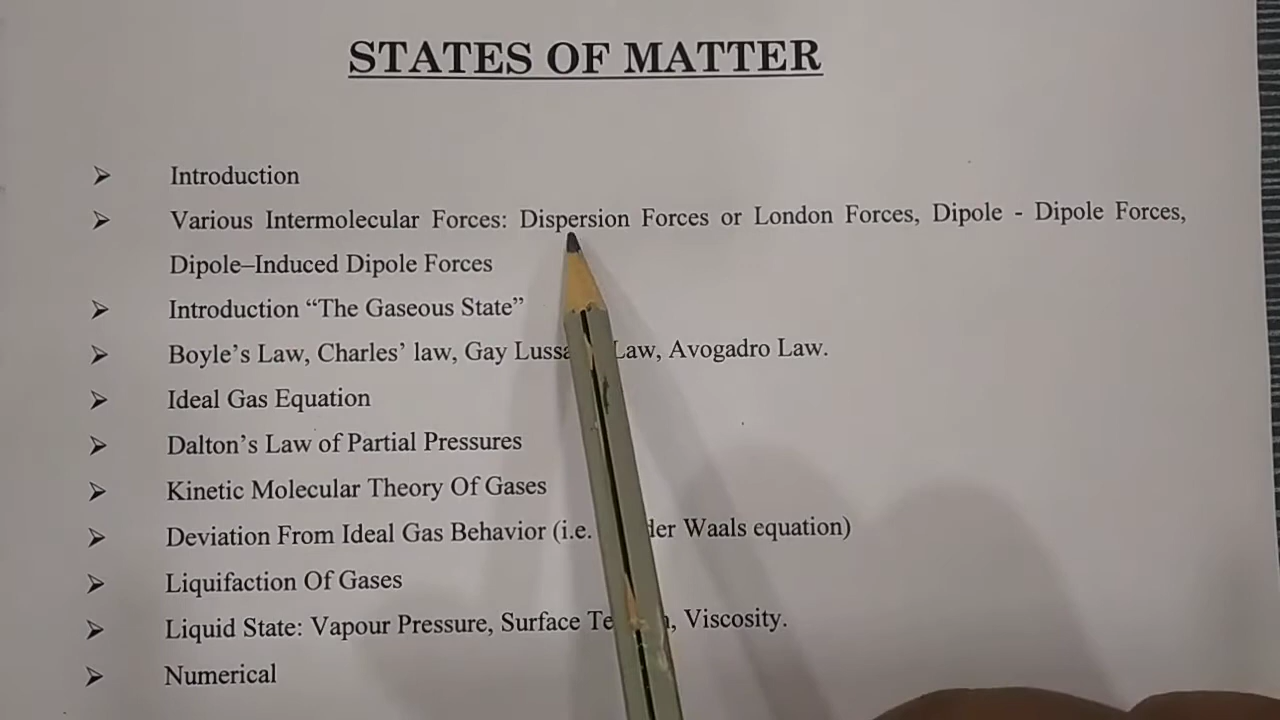 STATES OF MATTER
Introduction
Various Intermolecular Forces: Dispersion Forces or London Forces, Dipole - Dipole Forces,
Dipole–Induced Dipole Forces
Introduction “The Gaseous State”
Boyle’s Law, Charles’ law, Gay Law, Avogadro Law.
Ideal Gas Equation
Dalton’s Law of Partial Pressures
Kinetic Molecular Theory Of Gases
Deviation From Ideal Gas Behavior (i.e. Waals equation)
Liquifaction Of Gases
Liquid State: Vapour Pressure, Surface Viscosity.
Numerical